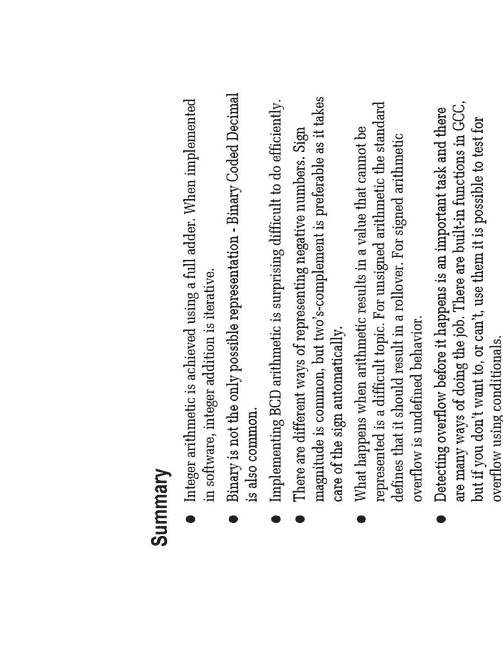 Summary
● Integer arithmetic is achieved using a full adder. When implemented
in software, integer addition is iterative.
● Binary is not the only possible representation - Binary Coded Decimal
is also common.
● Implementing BCD arithmetic is surprising difficult to do efficiently.
● There are different ways of representing negative numbers. Sign
magnitude is common, but two's-complement is preferable as it takes
care of the sign automatically.
● What happens when arithmetic results in a value that cannot be
represented is a difficult topic. For unsigned arithmetic the standard
defines that it should result in a rollover. For signed arithmetic
overflow is undefined behavior.
● Detecting overflow before it happens is an important task and there
are many ways of doing the job. There are built-in functions in GCC,
but if you don't want to, or can't, use them it is possible to test for
overflow using conditionals.